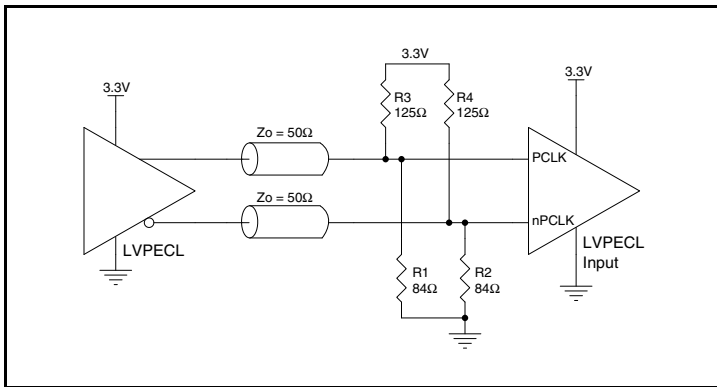 3.3V
3.3V
3.3V
R3
125Ω
R4
125Ω
Zo = 50Ω
PCLK
Zo = 50Ω
nPCLK
LVPECL
LVPECL
Input
R1
84Ω
R2
84Ω